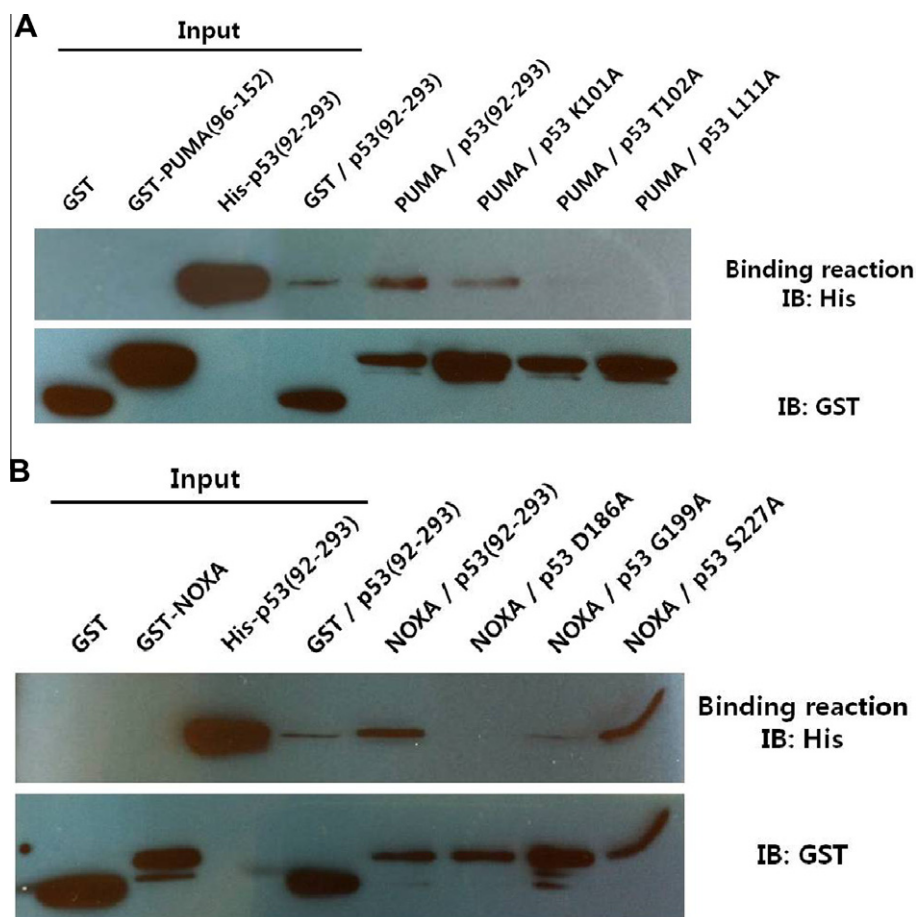 A
Input
GST
GST-PUMA(96-152)
His-p53(92-293)
GST / p53(92-293)
PUMA / p53(92-293)
PUMA / p53 K101A
PUMA / p53 T102A
PUMA / p53 L111A
Binding reaction
IB: His
IB: GST
B
Input
GST
GST-NOXA
His-p53(92-293)
GST / p53(92-293)
NOXA / p53(92-293)
NOXA / p53 D186A
NOXA / p53 G199A
NOXA / p53 S227A
Binding reaction
IB: His
IB: GST